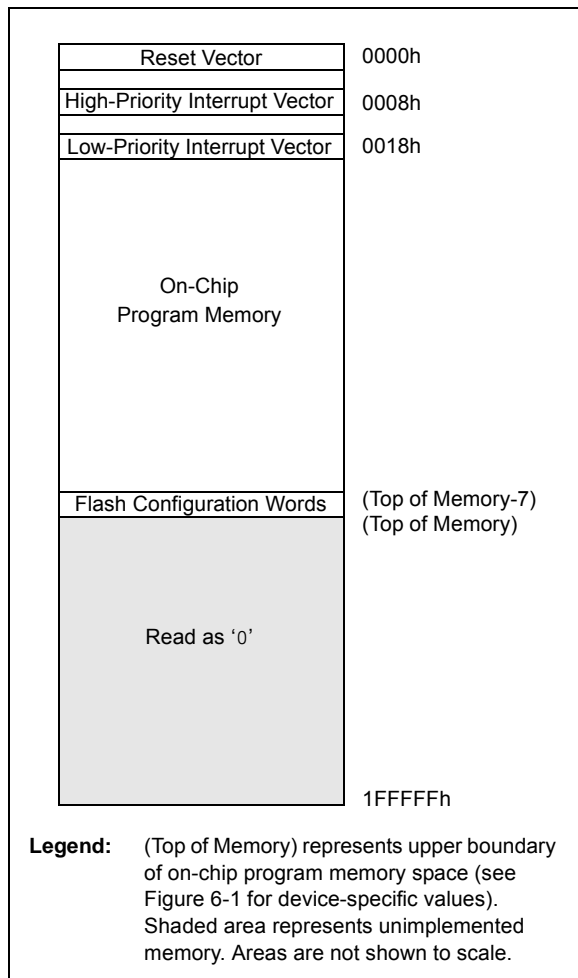 Reset Vector 0000h
High-Priority Interrupt Vector 0008h
Low-Priority Interrupt Vector 0018h
On-Chip
Program Memory
Flash Configuration Words (Top of Memory-7)
(Top of Memory)
Read as ‘0’
1FFFFFh
Legend: (Top of Memory) represents upper boundary
of on-chip program memory space (see
Figure 6-1 for device-specific values).
Shaded area represents unimplemented
memory. Areas are not shown to scale.